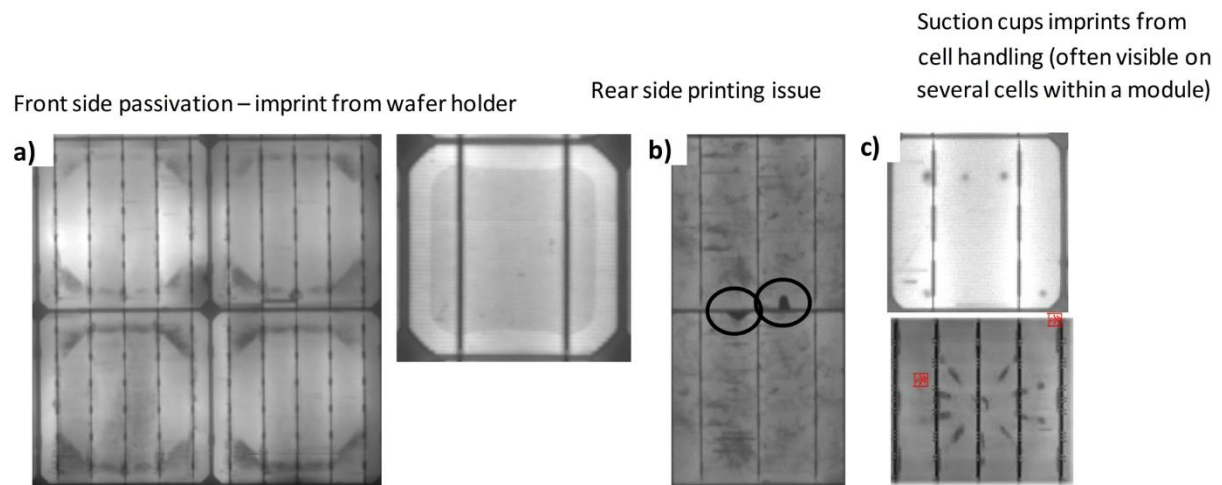 Suction cups imprints from
cell handling (often visible on
several cells within a module)
Rear side printing issue
Front side passivation – imprint from wafer holder
a)
b)
c)